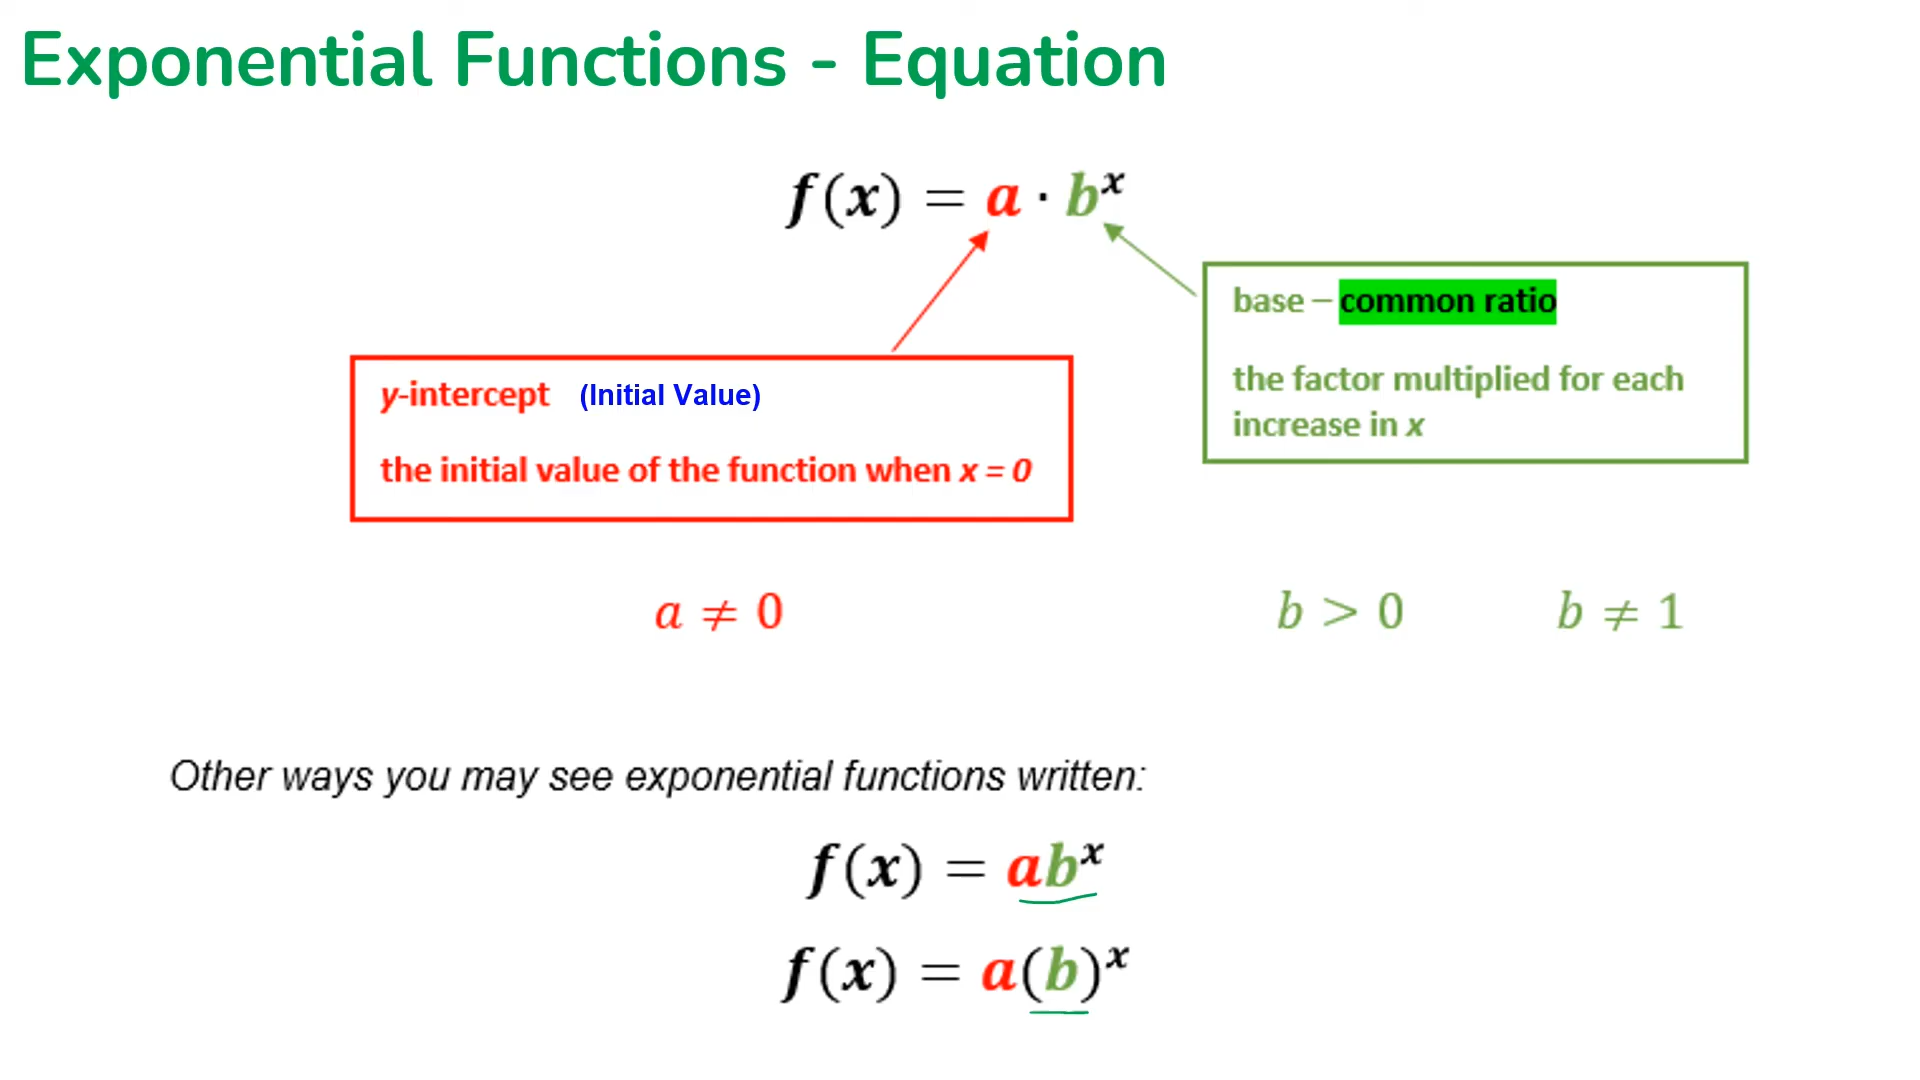 Exponential Functions - Equation
f(x) = a · bˣ
base – common ratio
the factor multiplied for each
increase in x
y-intercept (Initial Value)
the initial value of the function when x = 0
a ≠ 0
b > 0 b ≠ 1
Other ways you may see exponential functions written:
f(x) = abˣ
f(x) = a(b)ˣ